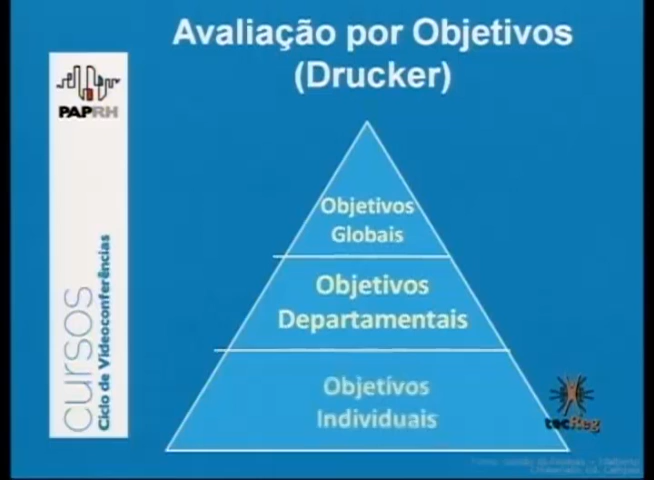 Avaliação por Objetivos
(Drucker)
PAPRH
cursos
Ciclo de Videoconferências
Objetivos
Globais
Objetivos
Departamentais
Objetivos
Individuais
tecReg